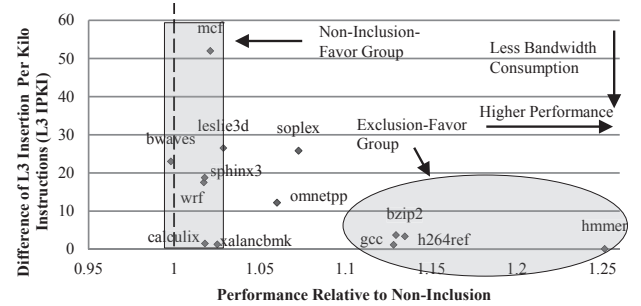 Difference of L3 Insertion Per Kilo
Instructions (L3 IPKI)
60
50
40
30
20
10
0
mcf
Non-Inclusion-
Favor Group
Less Bandwidth
Consumption
Higher Performance
Exclusion-Favor
Group
bwaves
leslie3d
soplex
sphinx3
wrf
omnetpp
calculix
xalancbmk
bzip2
gcc
h264ref
hmmer
0.95
1
1.05
1.1
1.15
1.2
1.25
Performance Relative to Non-Inclusion